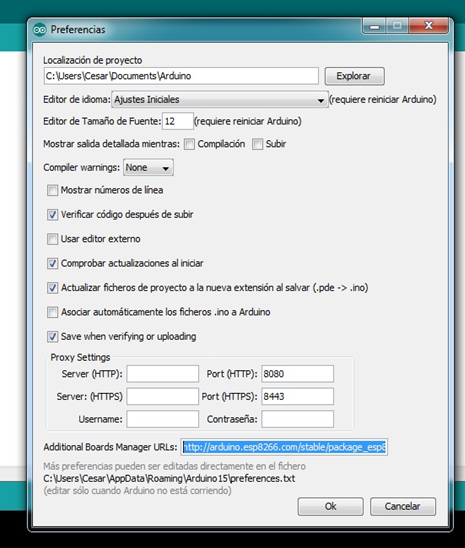 Preferencias
Localización de proyecto
C:\Users\Cesar\Documents\Arduino Explorar
Editor de idioma: Ajustes Iniciales (requiere reiniciar Arduino)
Editor de Tamaño de Fuente: 12 (requiere reiniciar Arduino)
Mostrar salida detallada mientras: Compilación Subir
Compiler warnings: None
Mostrar números de línea
Verificar código después de subir
Usar editor externo
Comprobar actualizaciones al iniciar
Actualizar ficheros de proyecto a la nueva extensión al salvar (.pde -> .ino)
Asociar automáticamente los ficheros .ino a Arduino
Save when verifying or uploading
Proxy Settings
Server (HTTP): Port (HTTP): 8080
Server: (HTTPS) Port (HTTPS): 8443
Username: Contraseña:
Additional Boards Manager URLs: http://arduino.esp8266.com/stable/package_esp8
Más preferencias pueden ser editadas directamente en el fichero
C:\Users\Cesar\AppData\Roaming\Arduino15\preferences.txt
(editar sólo cuando Arduino no está corriendo)
Ok Cancelar